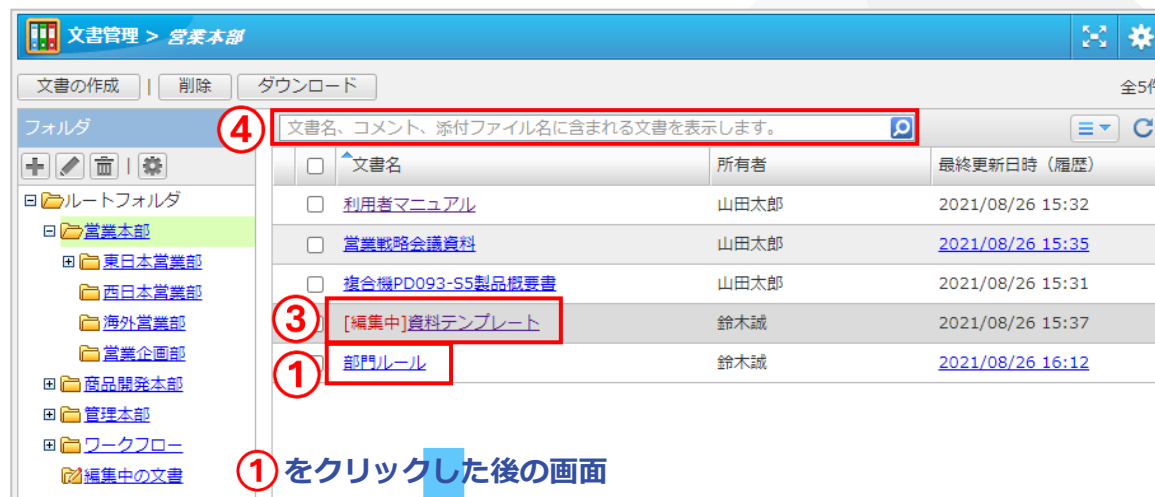 文書管理 > 営業本部
文書の作成 | 削除 ダウンロード 全5件
フォルダ ④ 文書名、コメント、添付ファイル名に含まれる文書を表示します。
文書名 所有者 最終更新日時（履歴）
ルートフォルダ 利用者マニュアル 山田太郎 2021/08/26 15:32
営業本部 営業戦略会議資料 山田太郎 2021/08/26 15:35
東日本営業部
西日本営業部 複合機PD093-S5製品概要書 山田太郎 2021/08/26 15:31
海外営業部 ③ [編集中]資料テンプレート 鈴木誠 2021/08/26 15:37
営業企画部 ① 部門ルール 鈴木誠 2021/08/26 16:12
商品開発本部
管理本部
ワークフロー
編集中の文書 ①をクリックした後の画面